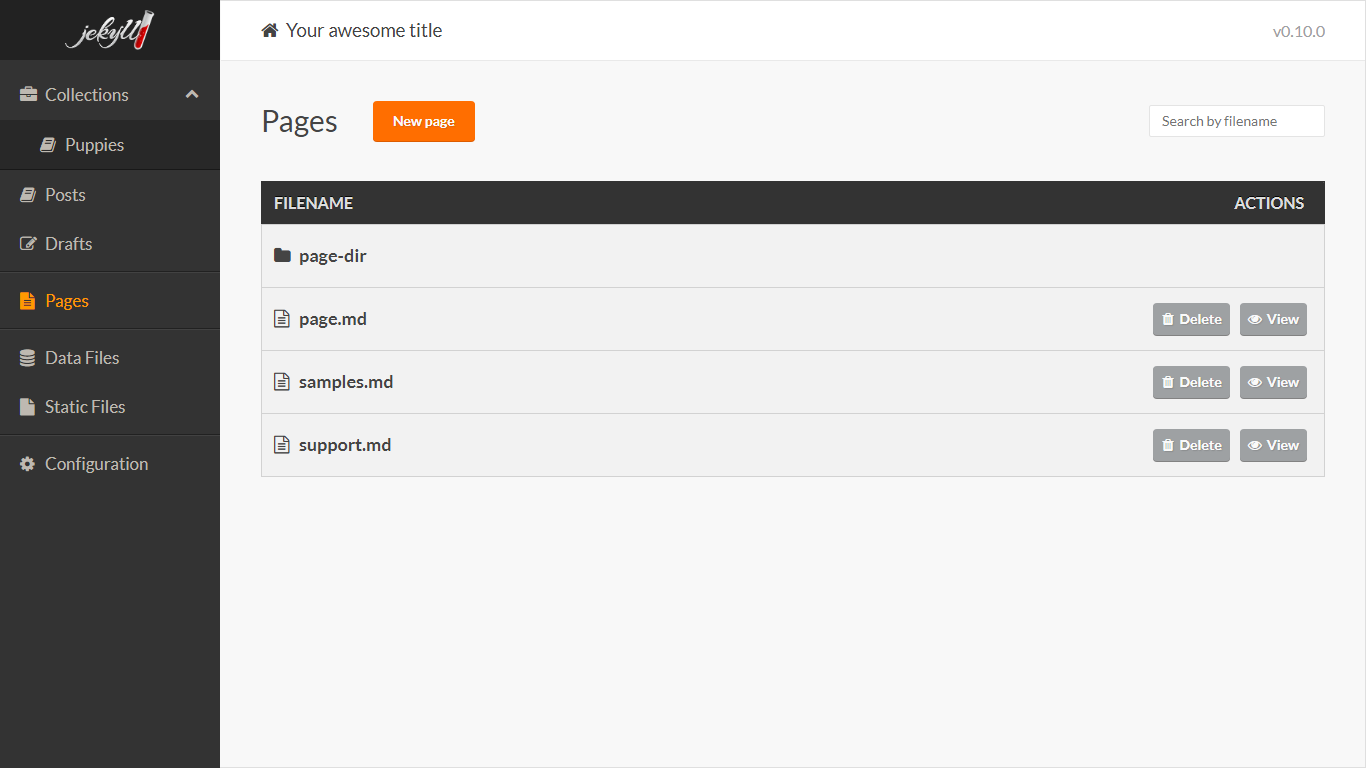 jekyll
Your awesome title
v0.10.0
Collections
Puppies
Posts
Drafts
Pages
Data Files
Static Files
Configuration
Pages
New page
Search by filename
FILENAME ACTIONS
page-dir
page.md Delete View
samples.md Delete View
support.md Delete View